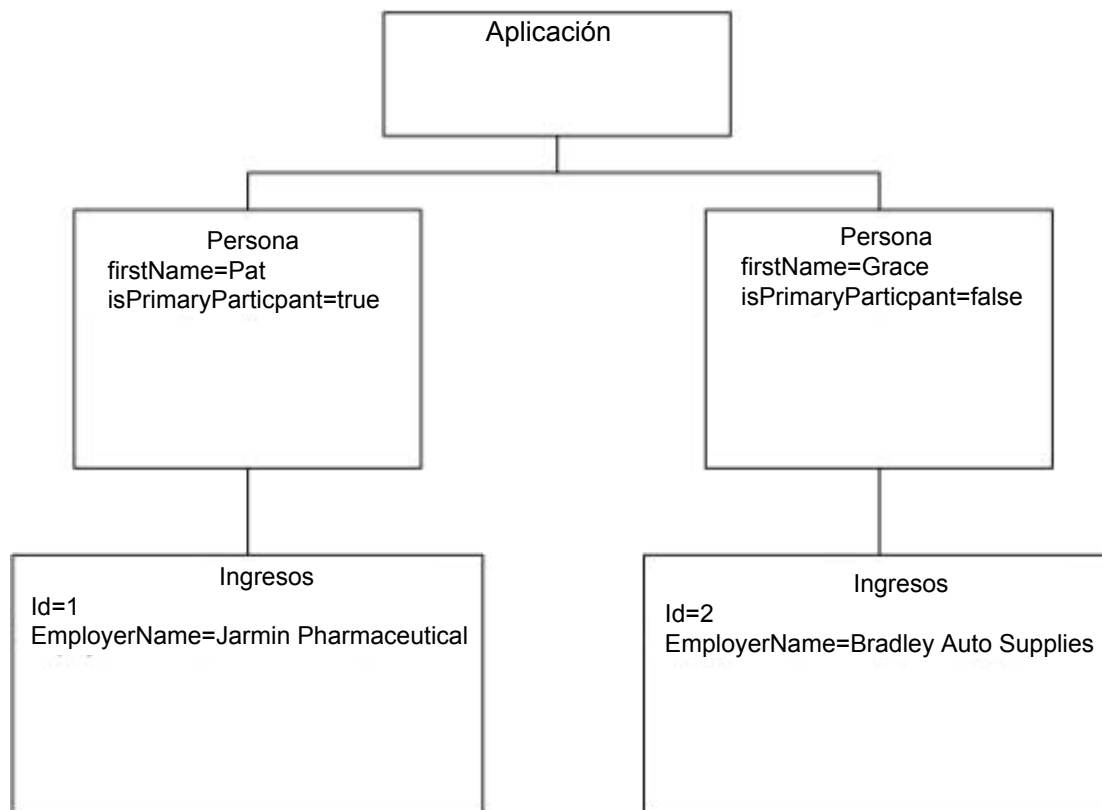 Aplicación
Persona
firstName=Pat
isPrimaryParticpant=true
Persona
firstName=Grace
isPrimaryParticpant=false
Ingresos
Id=1
EmployerName=Jarmin Pharmaceutical
Ingresos
Id=2
EmployerName=Bradley Auto Supplies